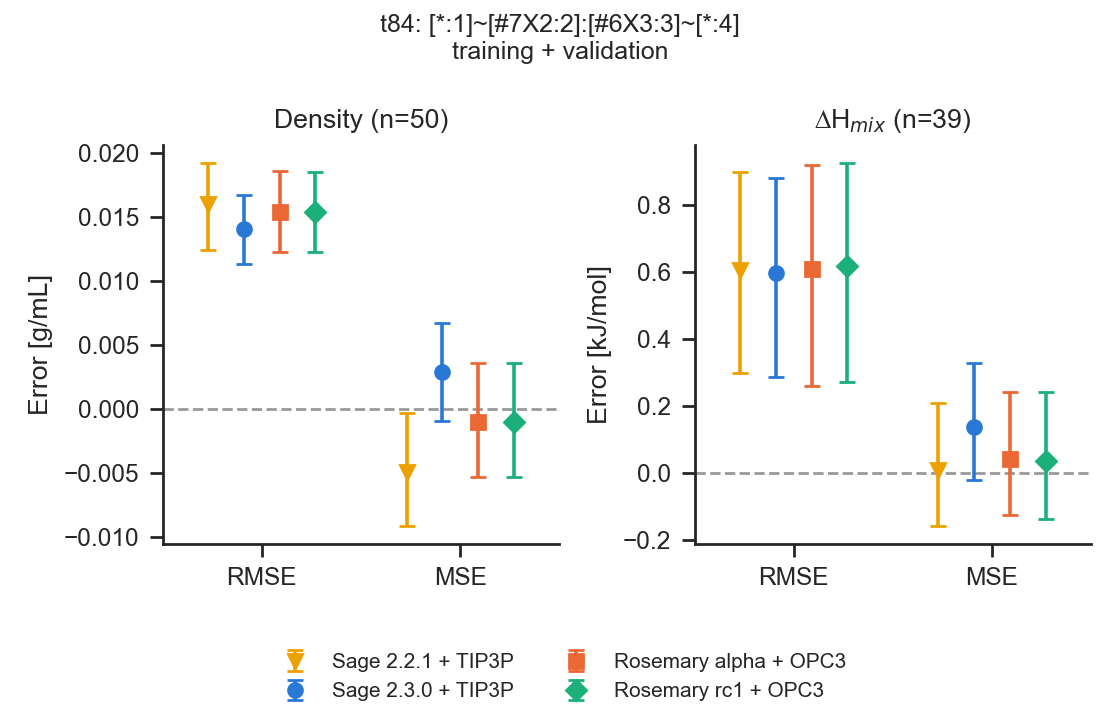 t84: [*:1]~[#7X2:2]:[#6X3:3]~[*:4]
training + validation
Density (n=50)
ΔHmix (n=39)
Error [g/mL]
0.020
0.015
0.010
0.005
0.000
−0.005
−0.010
RMSE
MSE
Error [kJ/mol]
0.8
0.6
0.4
0.2
0.0
−0.2
RMSE
MSE
Sage 2.2.1 + TIP3P
Sage 2.3.0 + TIP3P
Rosemary alpha + OPC3
Rosemary rc1 + OPC3